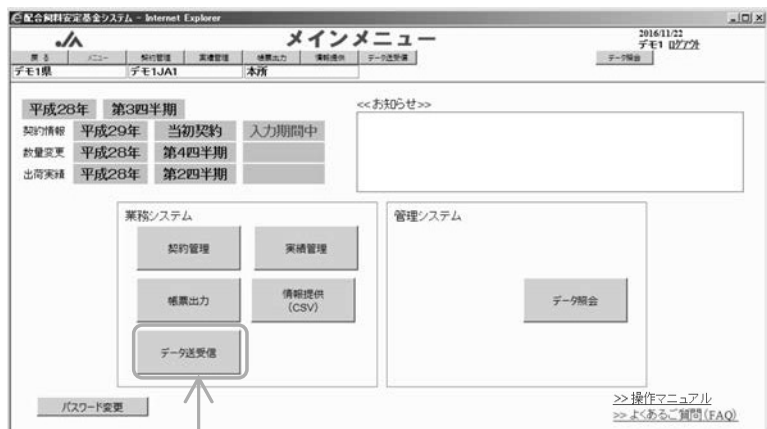 配合飼料安定基金システム - Internet Explorer
メインメニュー
2016/11/22
デモ1 ログアウト
戻る メニュー 契約管理 実績管理 帳票出力 情報提供 データ送受信 データ照会
デモ1県 デモ1JA1 本所
平成28年 第3四半期
<<お知らせ>>
契約情報 平成29年 当初契約 入力期間中
数量変更 平成28年 第4四半期
出荷実績 平成28年 第2四半期
業務システム
管理システム
契約管理 実績管理
帳票出力 情報提供
(CSV)
データ照会
データ送受信
パスワード変更
>> 操作マニュアル
>> よくあるご質問(FAQ)